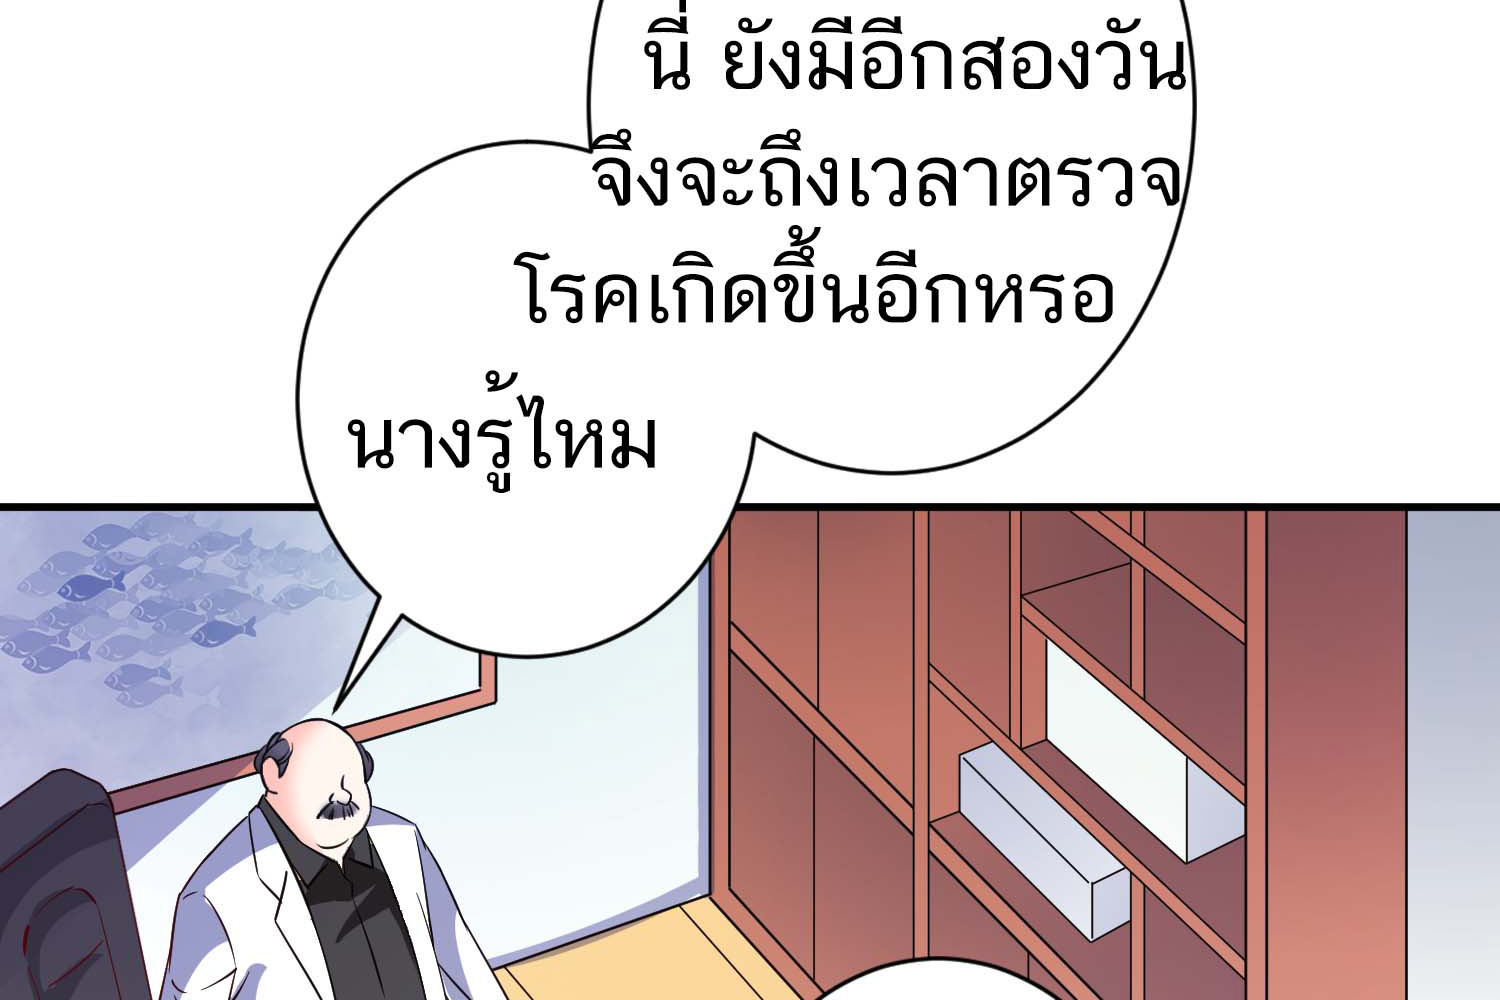 นี่ ยังมีอีกสองวัน
จึงจะถึงเวลาตรวจ
โรคเกิดขึ้นอีกหรอ
นางรู้ไหม